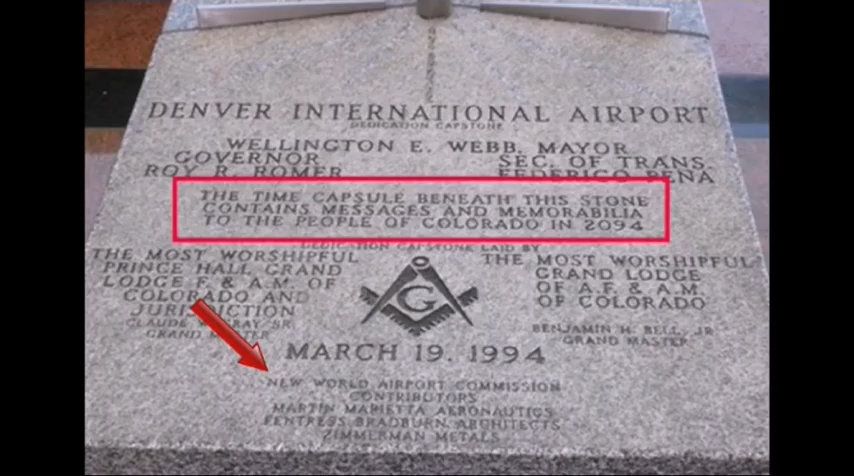 DENVER INTERNATIONAL AIRPORT
DEDICATION CAPSTONE
WELLINGTON E. WEBB, MAYOR
GOVERNOR
ROY R. ROMER
SEC. OF TRANS.
FEDERICO PENA
THE TIME CAPSULE BENEATH THIS STONE
CONTAINS MESSAGES AND MEMORABILIA
TO THE PEOPLE OF COLORADO IN 2094
DEDICATION CAPSTONE LAID BY
THE MOST WORSHIPFUL
PRINCE HALL GRAND
LODGE F. & A.M. OF
COLORADO AND
JURISDICTION
CLAUDE SR.
GRAND MASTER
G
THE MOST WORSHIPFUL
GRAND LODGE
OF A.F. & A.M.
OF COLORADO
BENJAMIN H. BELL, JR.
GRAND MASTER
MARCH 19, 1994
NEW WORLD AIRPORT COMMISSION
CONTRIBUTORS
MARTIN MARIETTA AERONAUTICS
FENTRESS BRADBURN ARCHITECTS
ZIMMERMAN METALS